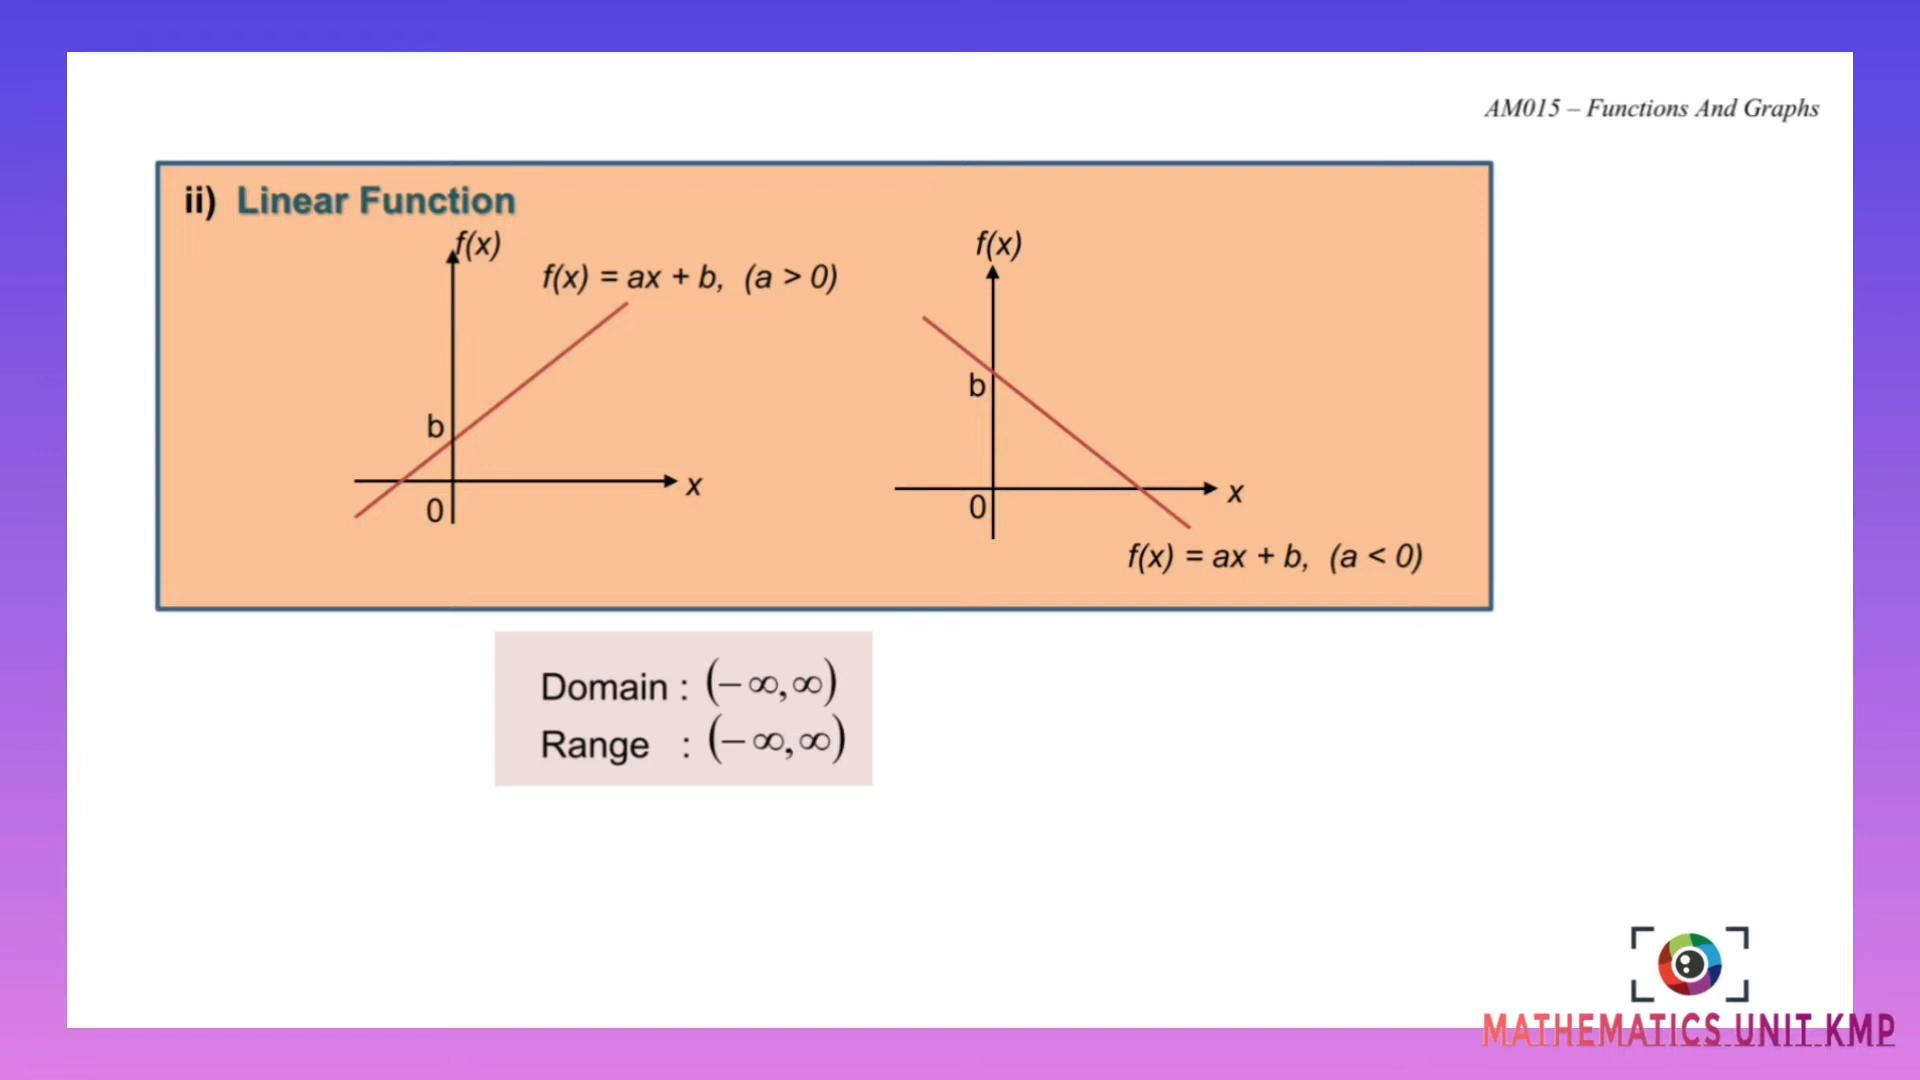 AM015 – Functions And Graphs
ii) Linear Function
f(x)
f(x) = ax + b, (a > 0)
b
0
x
f(x)
b
0
x
f(x) = ax + b, (a < 0)
Domain : (– ∞, ∞)
Range : (– ∞, ∞)
MATHEMATICS UNIT KMP